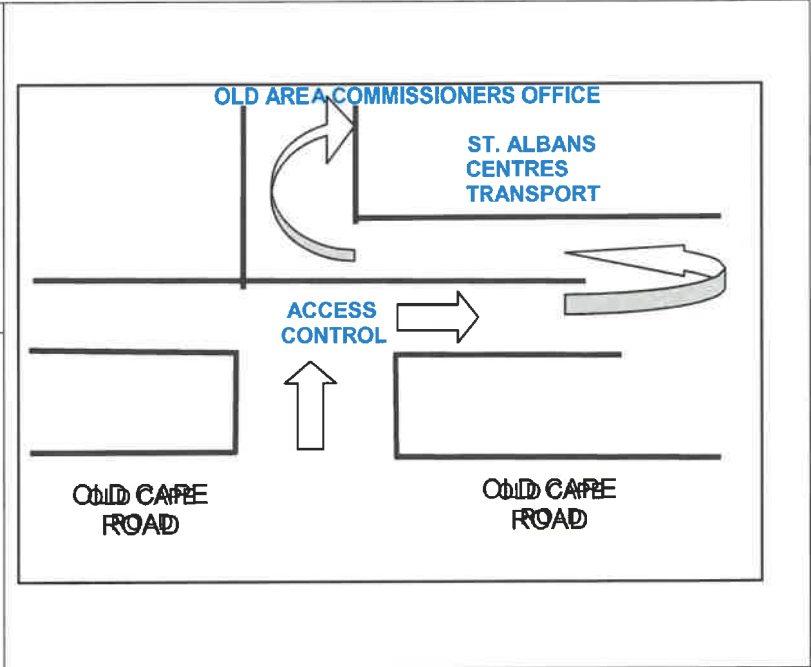 OLD AREA COMMISSIONERS OFFICE
ST. ALBANS
CENTRES
TRANSPORT
ACCESS
CONTROL
OLD CAPE
ROAD
OLD CAPE
ROAD